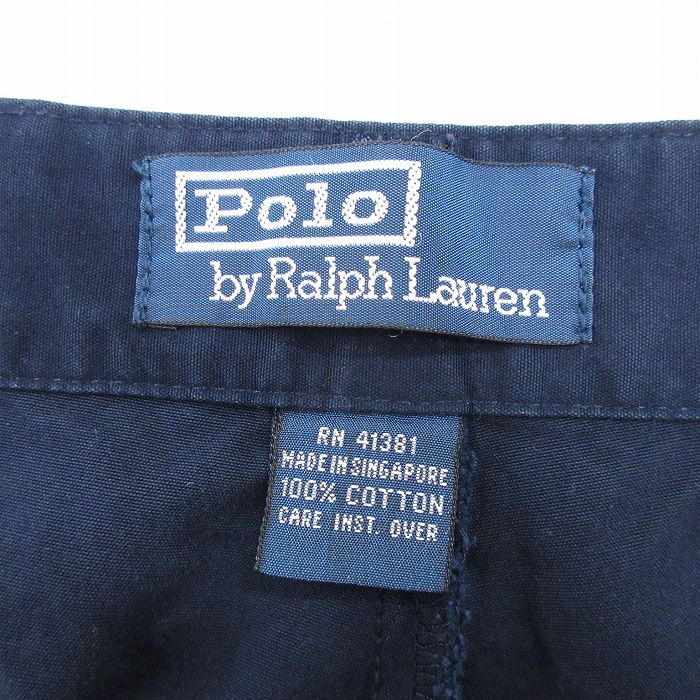 Polo
by Ralph Lauren
RN 41381
MADE IN SINGAPORE
100% COTTON
CARE INST. OVER